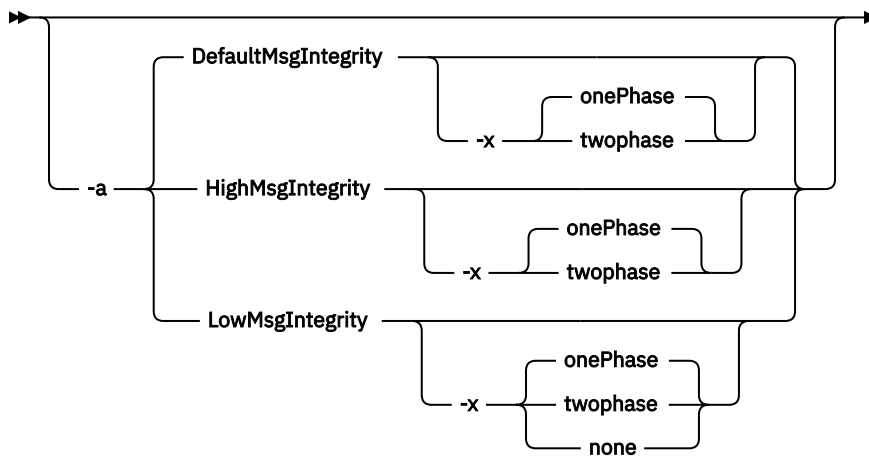 DefaultMsgIntegrity
onePhase
-x twophase
-a HighMsgIntegrity
onePhase
-x twophase
LowMsgIntegrity
onePhase
-x twophase
none